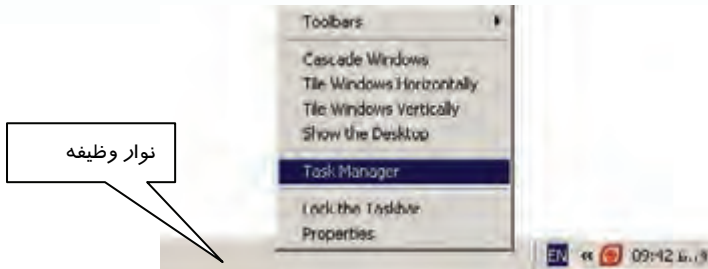 Toolbars
Cascade Windows
Tile Windows Horizontally
Tile Windows Vertically
Show the Desktop
نوار وظیفه
Task Manager
Lock the Taskbar
Properties
EN « 09:42